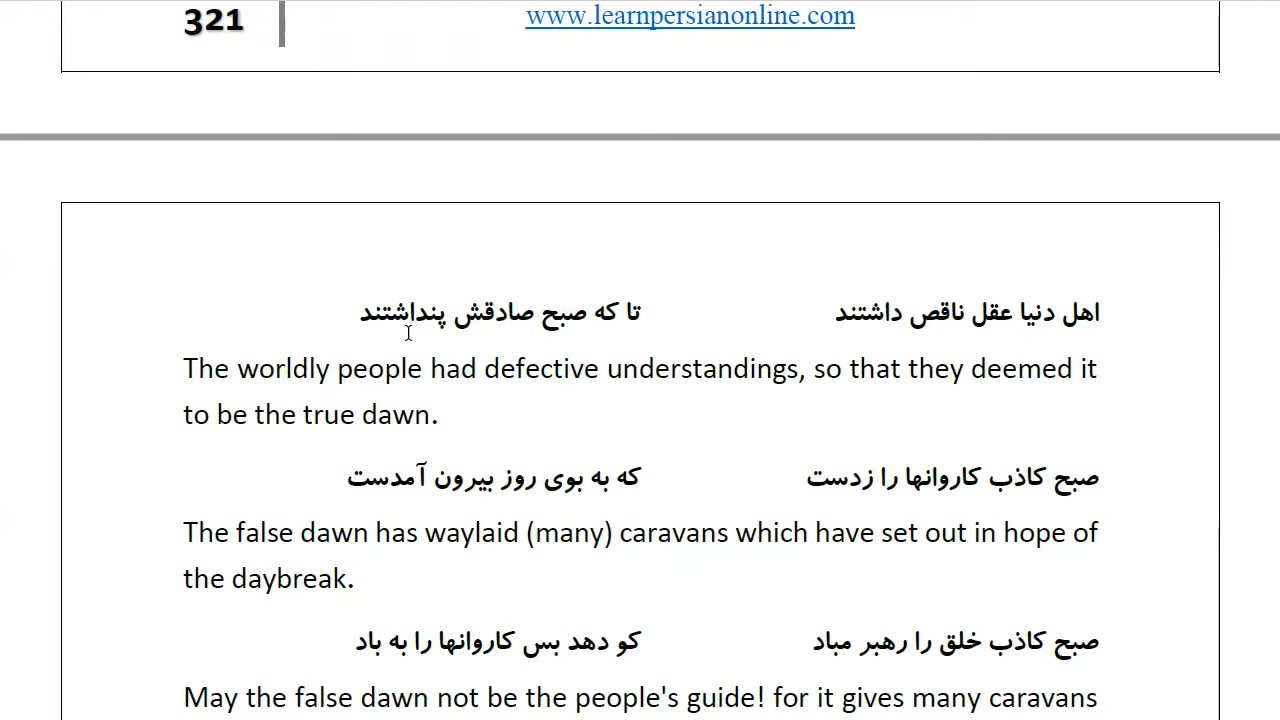 321 www.learnpersianonline.com
اهل دنیا عقل ناقص داشتند تا که صبح صادقش پنداشتند
The worldly people had defective understandings, so that they deemed it
to be the true dawn.
صبح کاذب کاروانها را زدست که به بوی روز بیرون آمدست
The false dawn has waylaid (many) caravans which have set out in hope of
the daybreak.
صبح کاذب خلق را رهبر مباد کو دهد بس کاروانها را به باد
May the false dawn not be the people's guide! for it gives many caravans